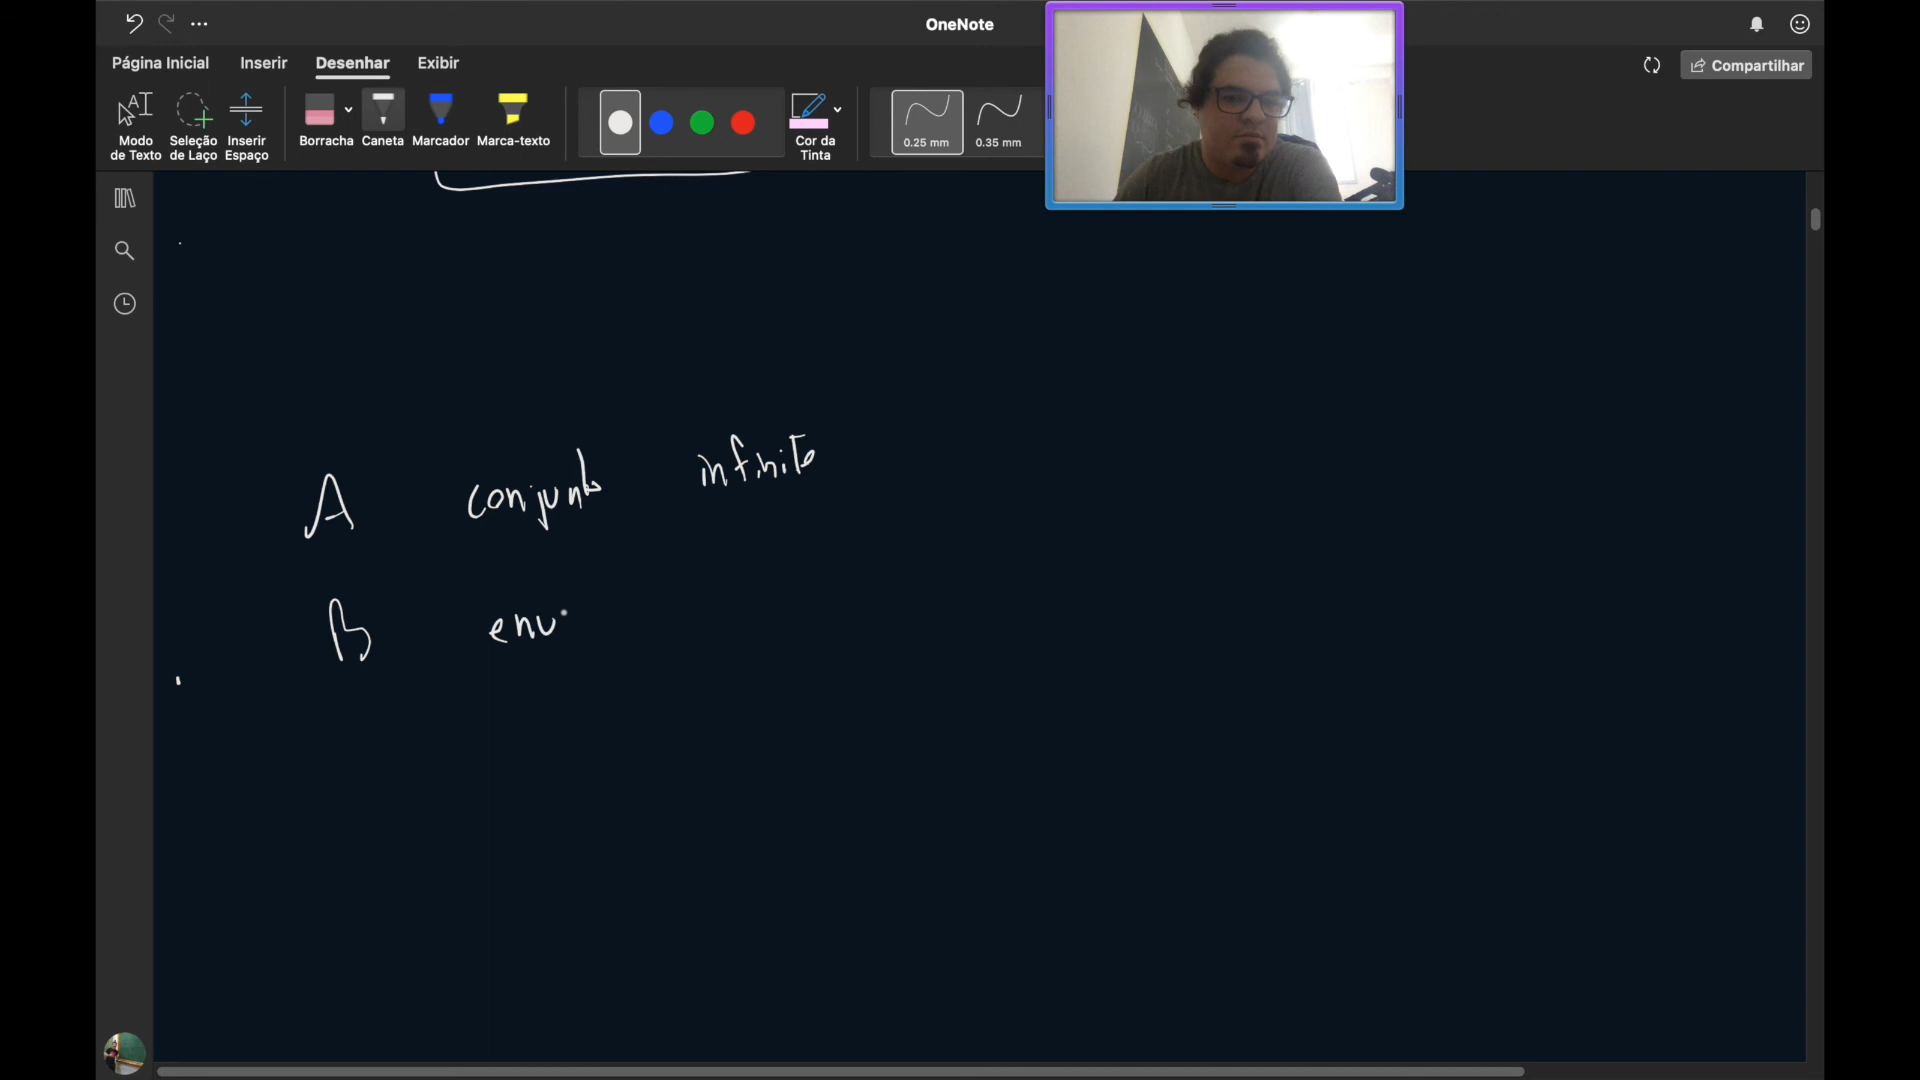 OneNote
Página Inicial Inserir Desenhar Exibir
Compartilhar
Modo de Texto Seleção de Laço Inserir Espaço Borracha Caneta Marcador Marca-texto Cor da Tinta 0.25 mm 0.35 mm
A conjunto infinito
B enu